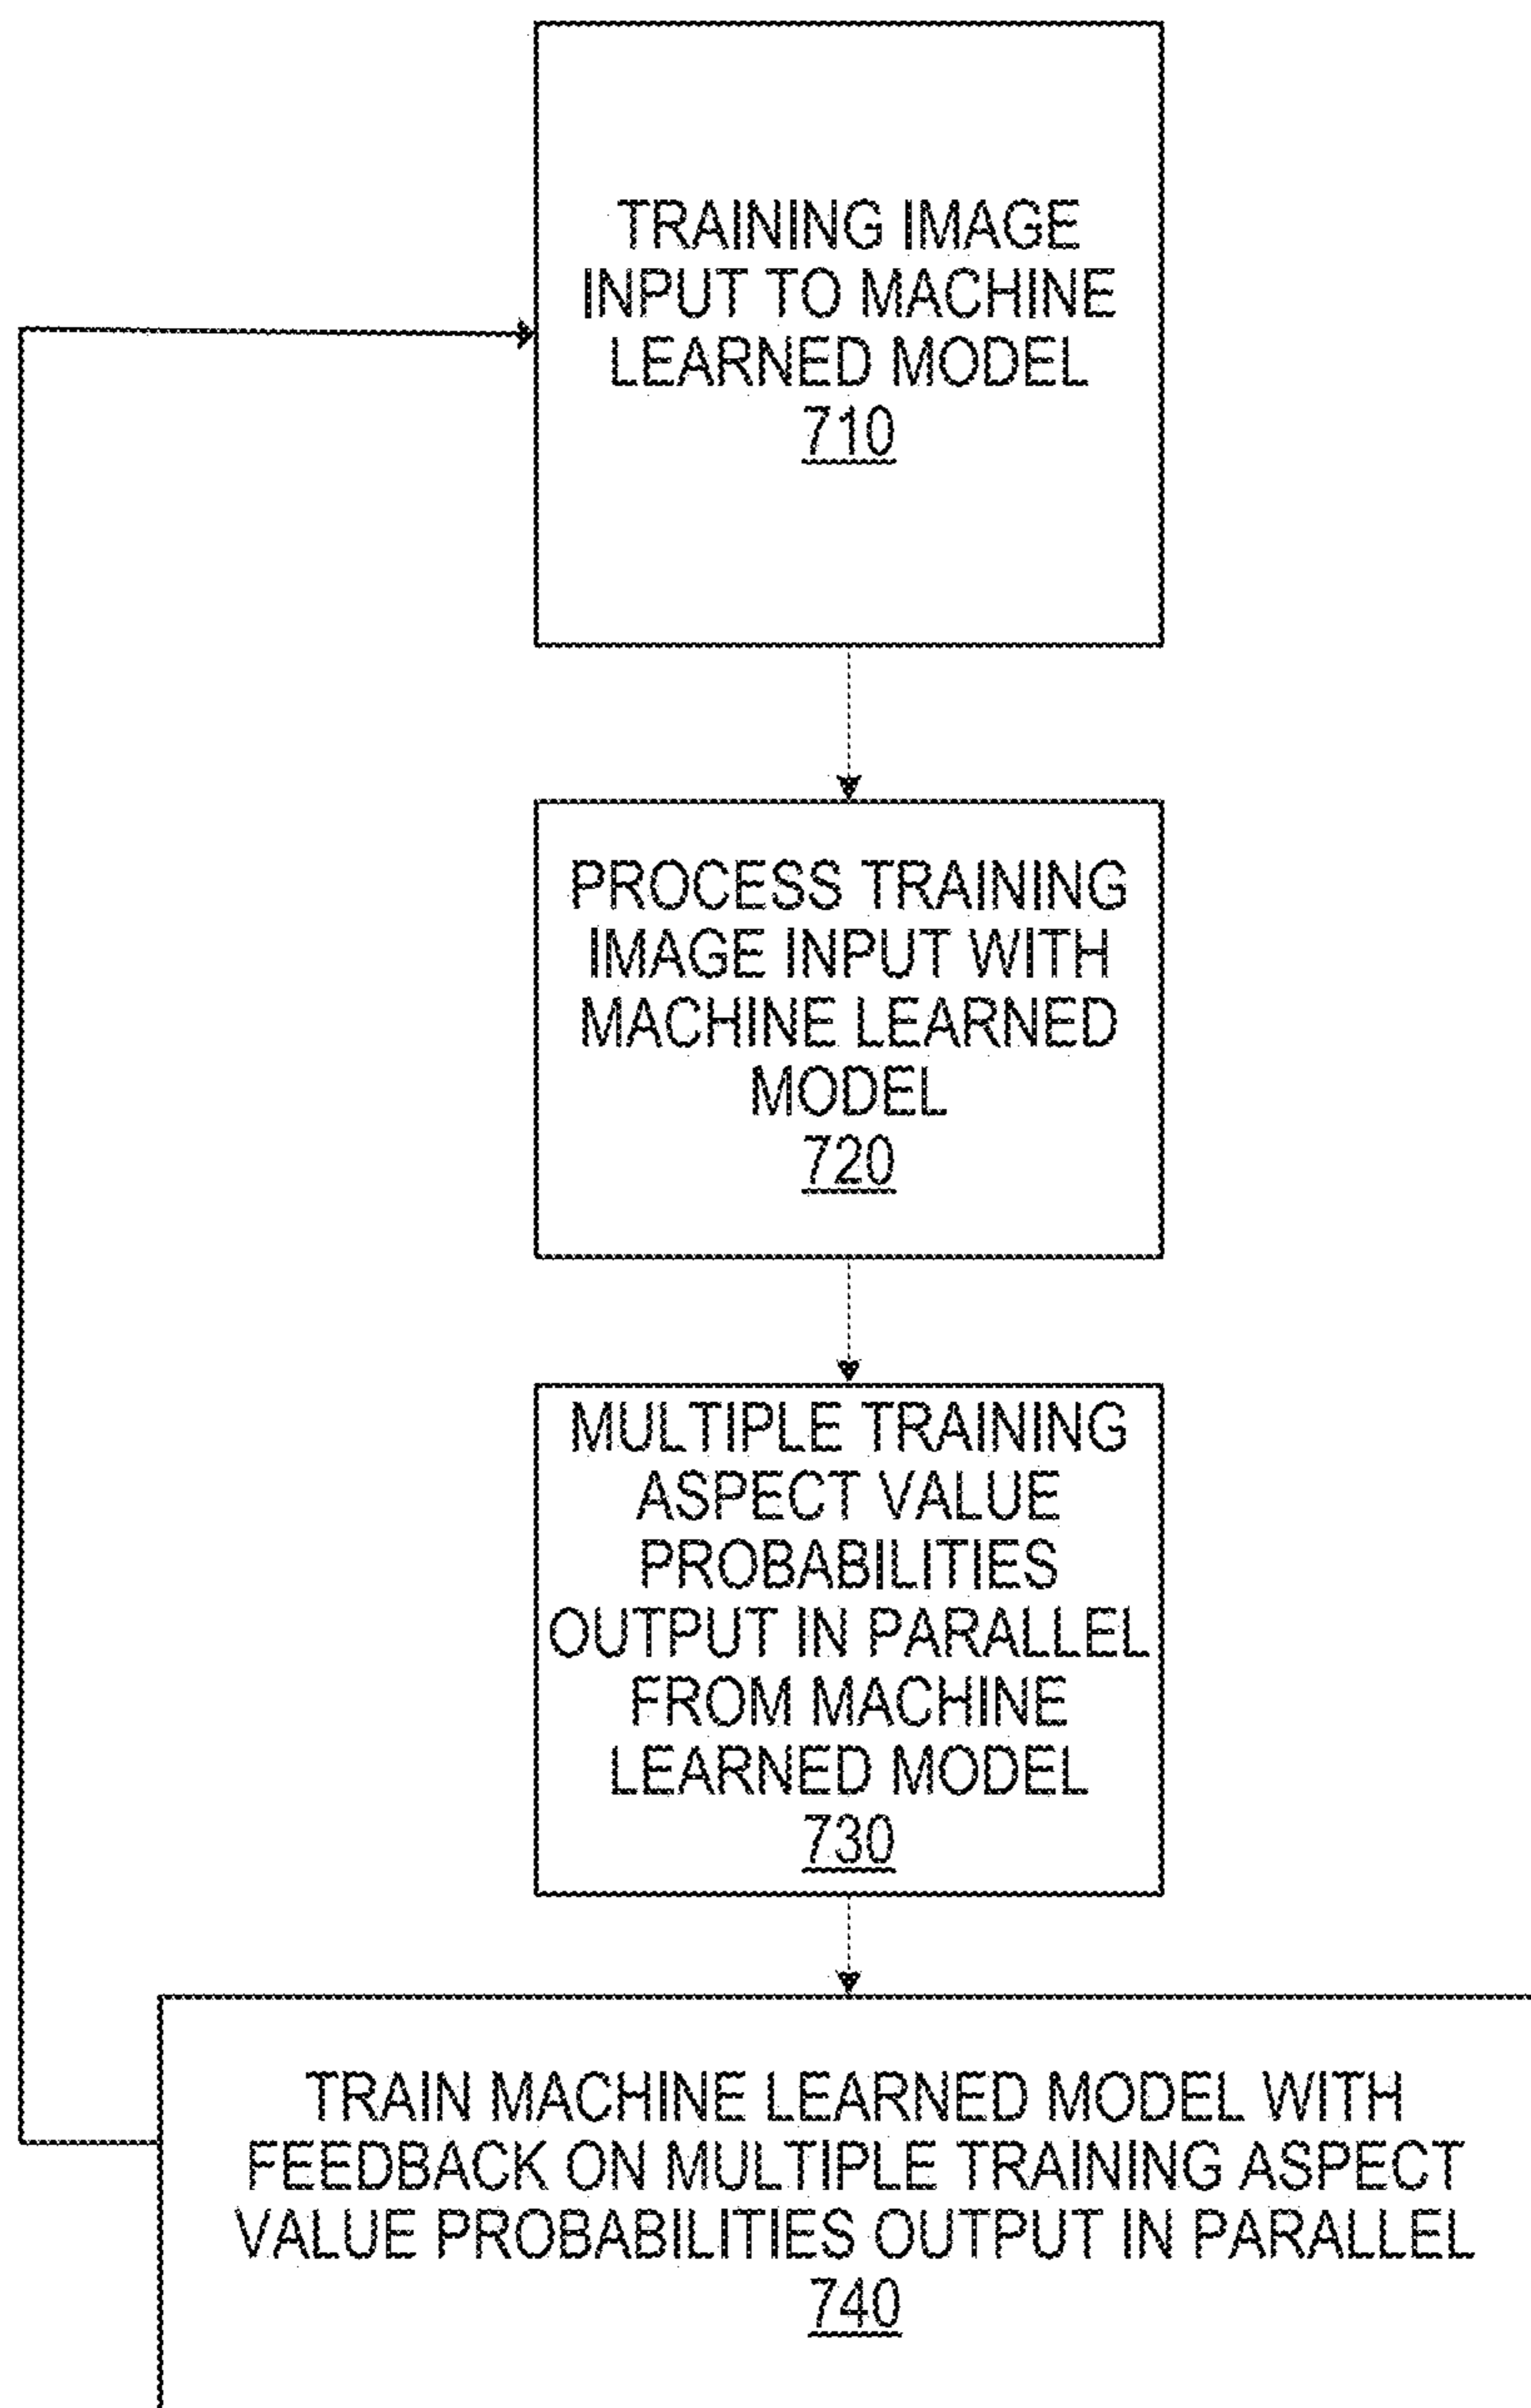 TRAINING IMAGE
INPUT TO MACHINE
LEARNED MODEL
710
PROCESS TRAINING
IMAGE INPUT WITH
MACHINE LEARNED
MODEL
720
MULTIPLE TRAINING
ASPECT VALUE
PROBABILITIES
OUTPUT IN PARALLEL
FROM MACHINE
LEARNED MODEL
730
TRAIN MACHINE LEARNED MODEL WITH
FEEDBACK ON MULTIPLE TRAINING ASPECT
VALUE PROBABILITIES OUTPUT IN PARALLEL
740